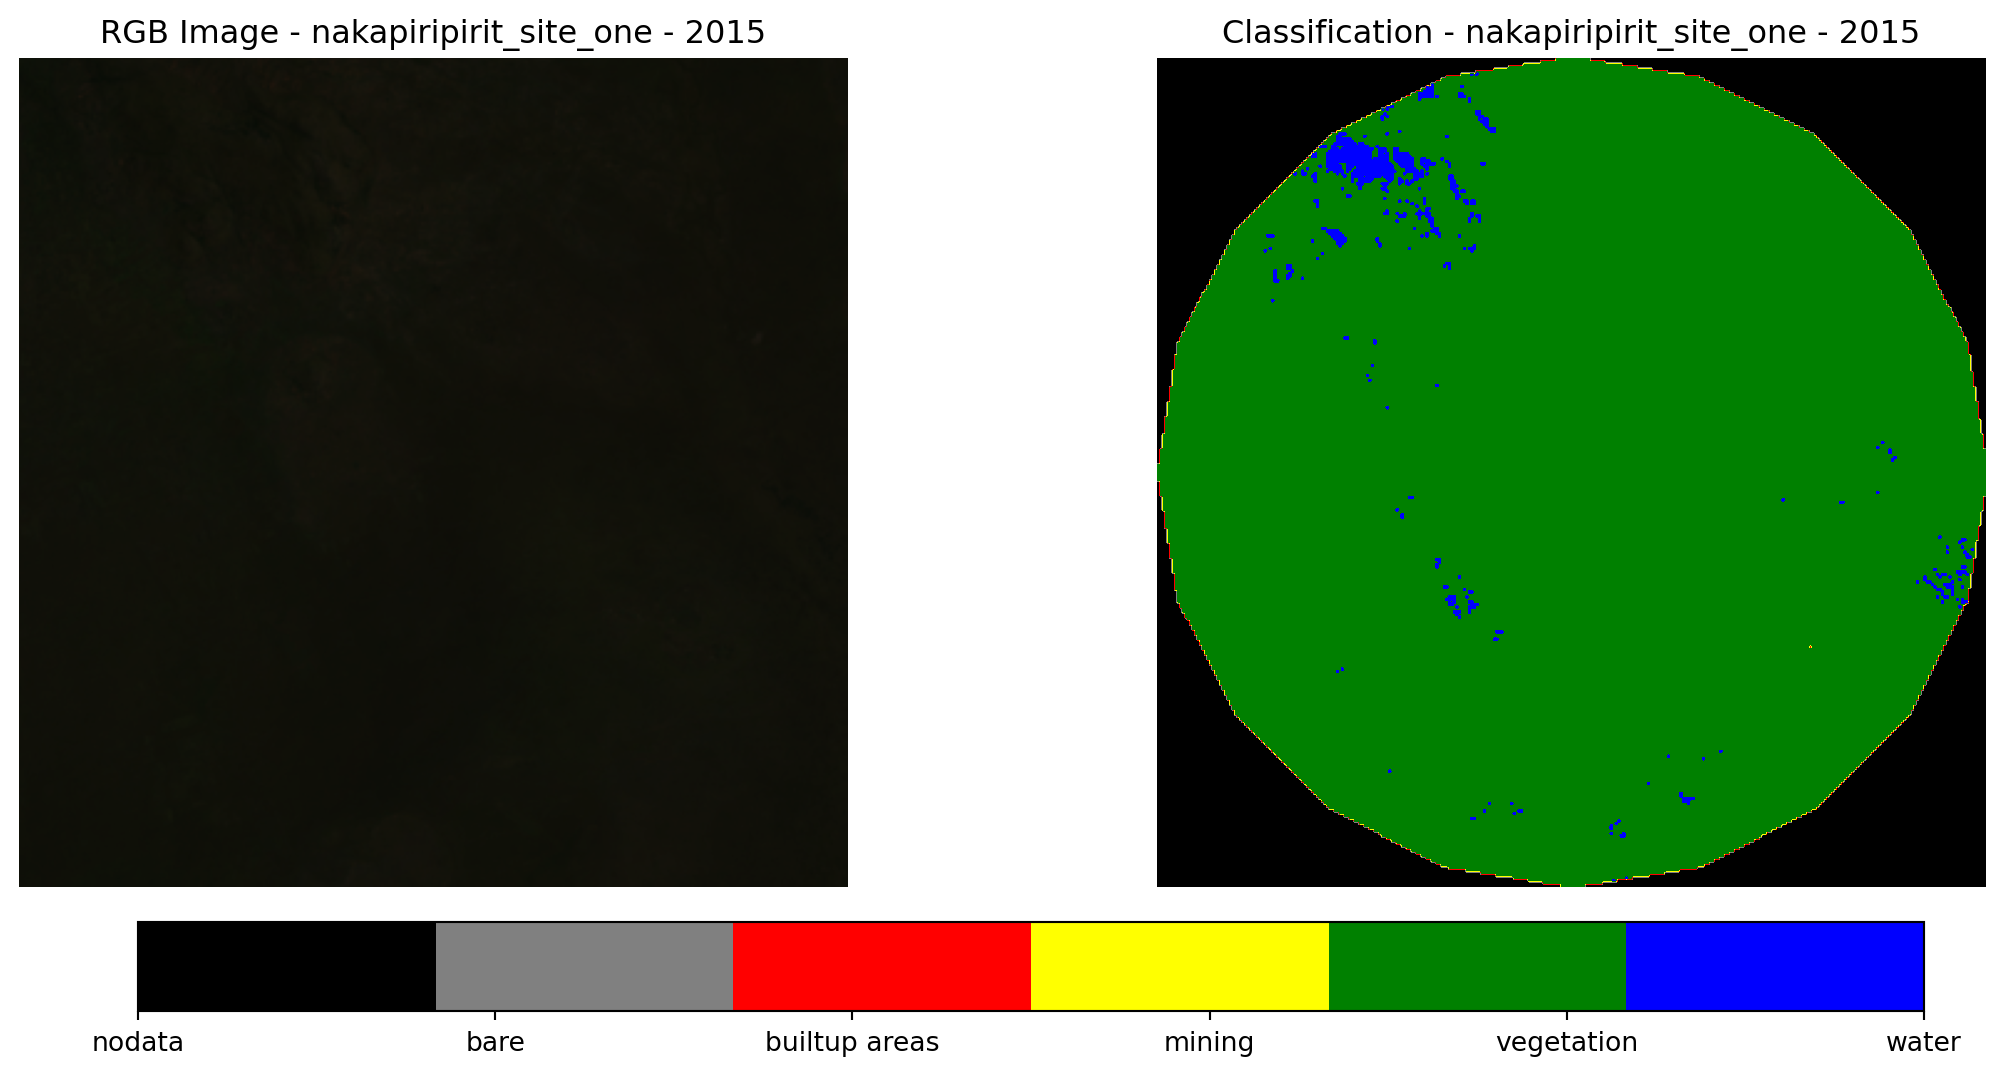 RGB Image - nakapiripirit_site_one - 2015
Classification - nakapiripirit_site_one - 2015
nodata
bare
builtup areas
mining
vegetation
water